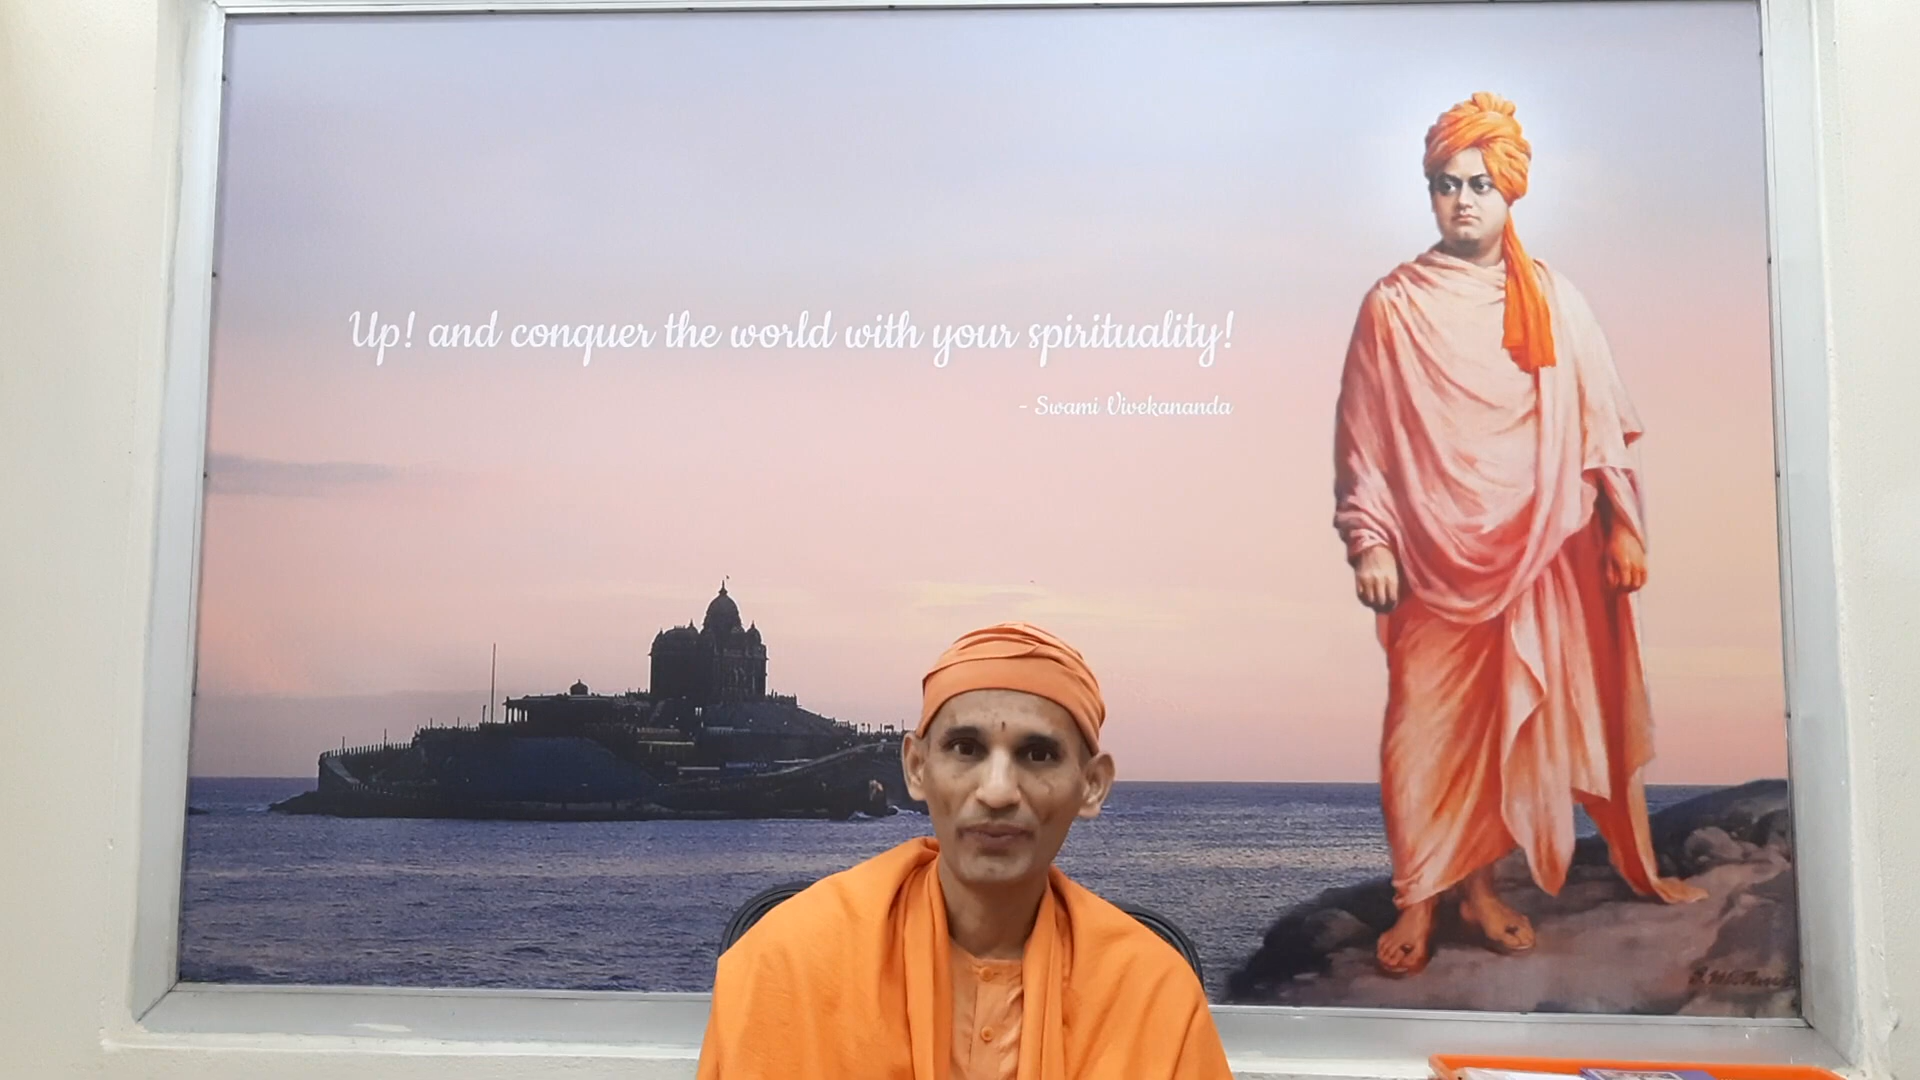 Up! and conquer the world with your spirituality!
- Swami Vivekananda